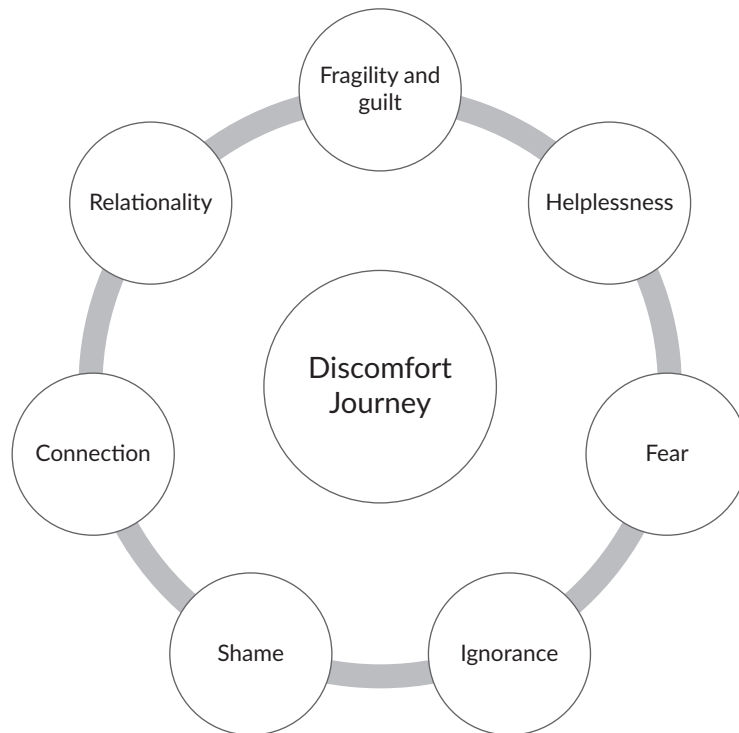 Fragility and
guilt
Helplessness
Fear
Ignorance
Shame
Connection
Relationality
Discomfort
Journey